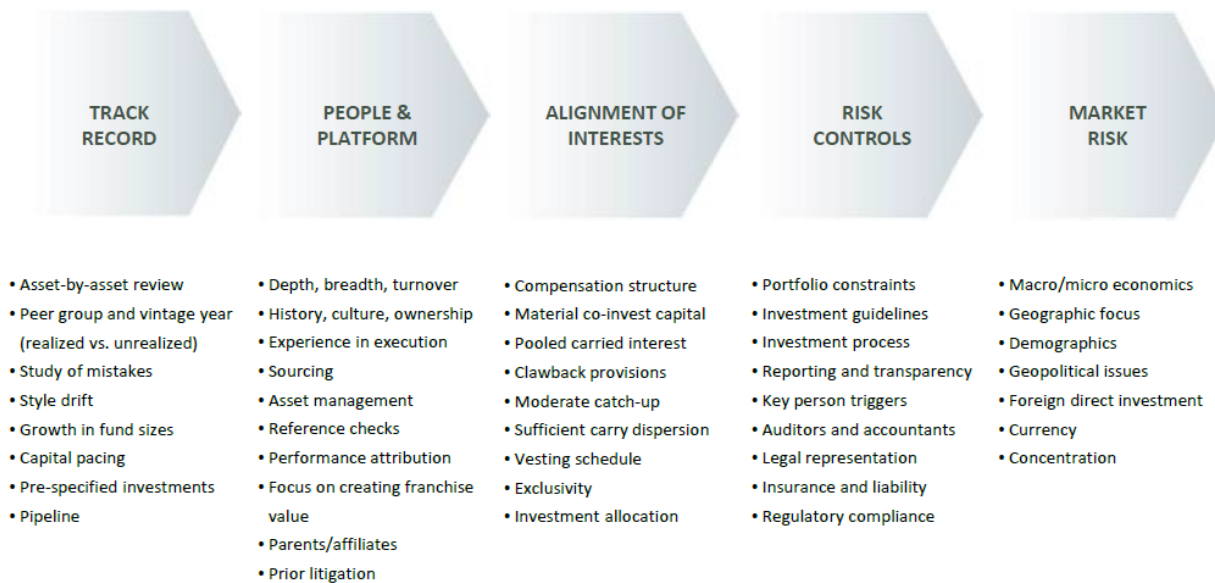 TRACK
RECORD
PEOPLE &
PLATFORM
ALIGNMENT OF
INTERESTS
RISK
CONTROLS
MARKET
RISK
• Asset-by-asset review
• Peer group and vintage year
(realized vs. unrealized)
• Study of mistakes
• Style drift
• Growth in fund sizes
• Capital pacing
• Pre-specified investments
• Pipeline
• Depth, breadth, turnover
• History, culture, ownership
• Experience in execution
• Sourcing
• Asset management
• Reference checks
• Performance attribution
• Focus on creating franchise
value
• Parents/affiliates
• Prior litigation
• Compensation structure
• Material co-invest capital
• Pooled carried interest
• Clawback provisions
• Moderate catch-up
• Sufficient carry dispersion
• Vesting schedule
• Exclusivity
• Investment allocation
• Portfolio constraints
• Investment guidelines
• Investment process
• Reporting and transparency
• Key person triggers
• Auditors and accountants
• Legal representation
• Insurance and liability
• Regulatory compliance
• Macro/micro economics
• Geographic focus
• Demographics
• Geopolitical issues
• Foreign direct investment
• Currency
• Concentration